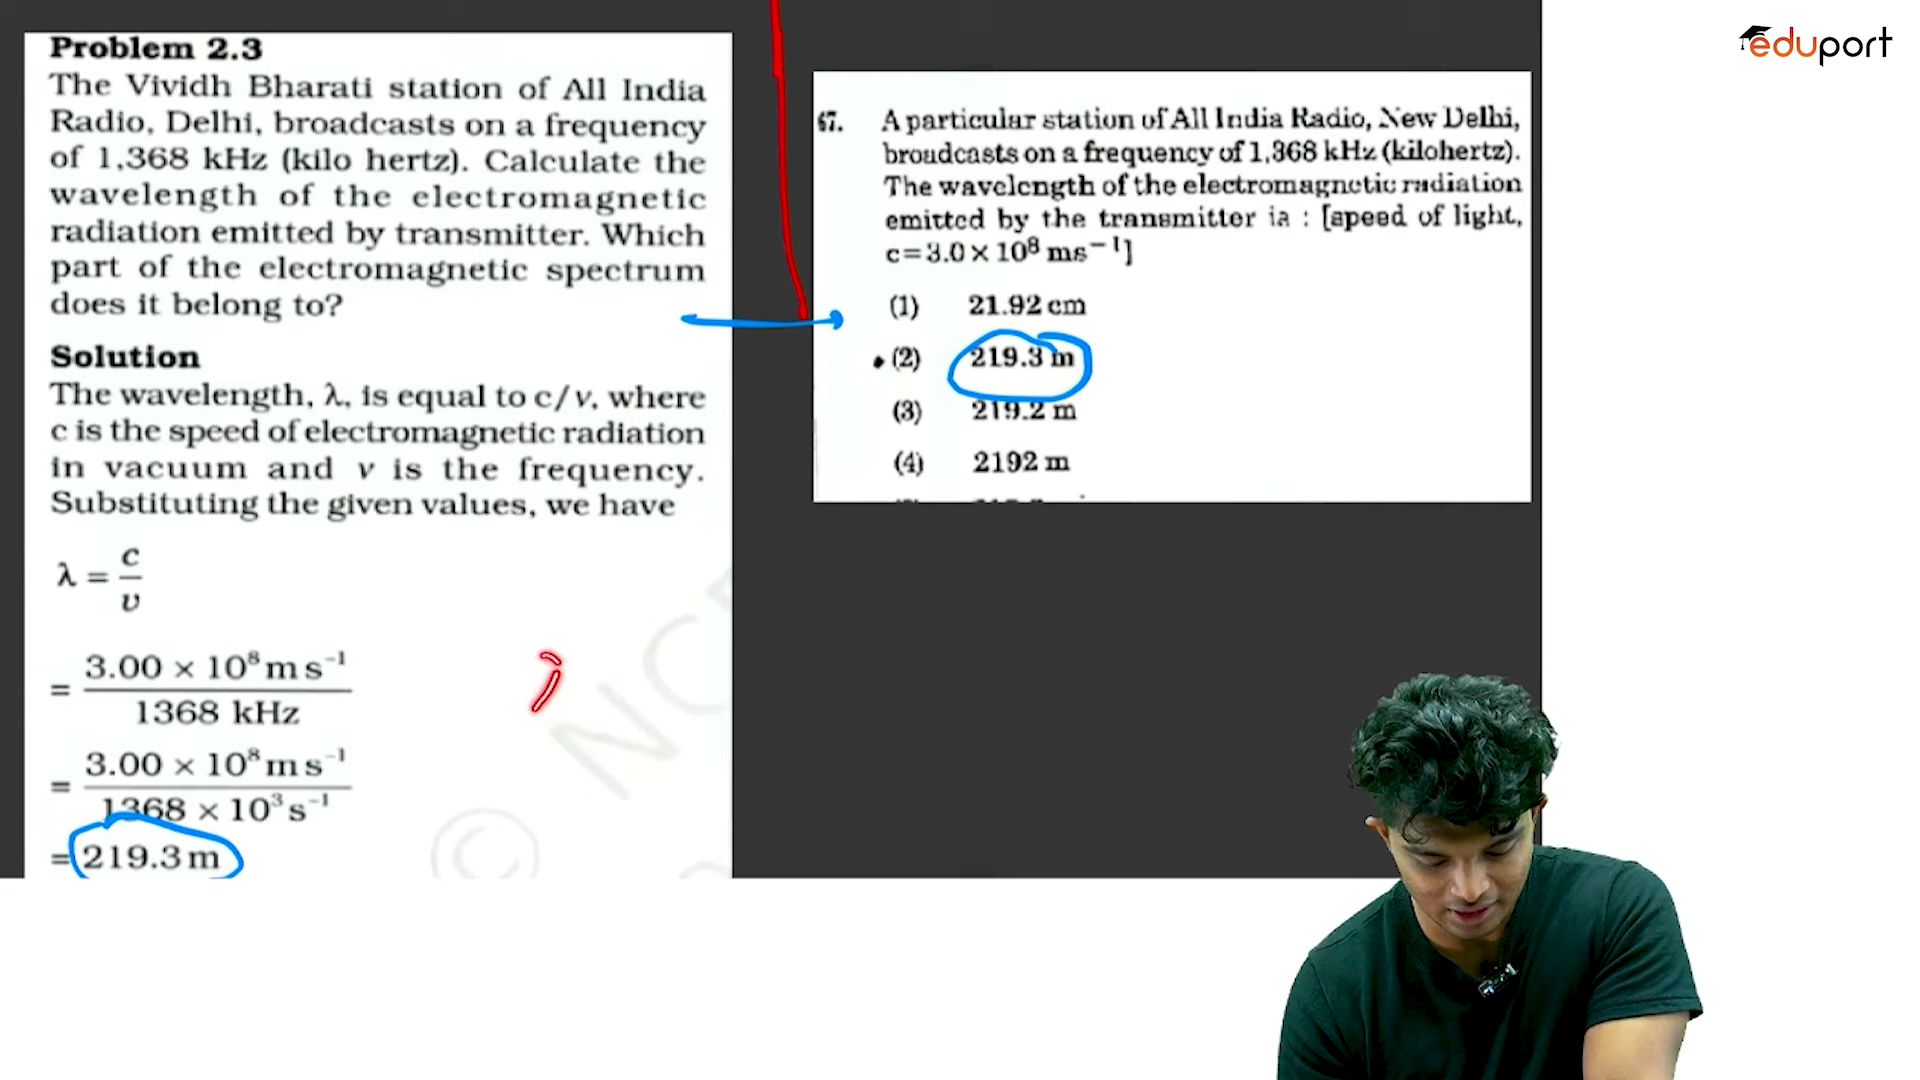 Problem 2.3
The Vividh Bharati station of All India
Radio, Delhi, broadcasts on a frequency
of 1,368 kHz (kilo hertz). Calculate the
wavelength of the electromagnetic
radiation emitted by transmitter. Which
part of the electromagnetic spectrum
does it belong to?
Solution
The wavelength, λ, is equal to c/ν, where
c is the speed of electromagnetic radiation
in vacuum and ν is the frequency.
Substituting the given values, we have
λ = c/υ
= 3.00 × 10⁸ m s⁻¹ / 1368 kHz
= 3.00 × 10⁸ m s⁻¹ / 1368 × 10³ s⁻¹
= 219.3 m
© NC
67. A particular station of All India Radio, New Delhi,
broadcasts on a frequency of 1,368 kHz (kilohertz).
The wavelength of the electromagnetic radiation
emitted by the transmitter is : [speed of light,
c=3.0 × 10⁸ ms⁻¹]
(1) 21.92 cm
(2) 219.3 m
(3) 219.2 m
(4) 2192 m
eduport